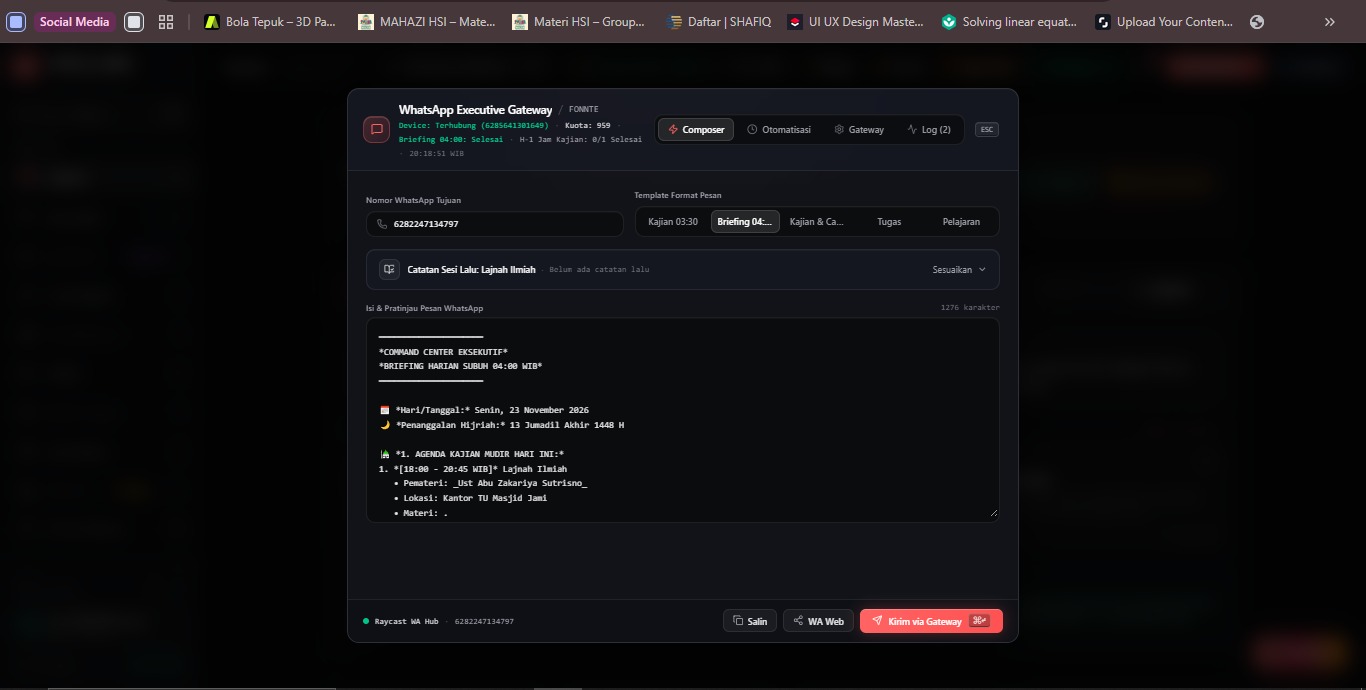 Social Media
Bola Tepuk – 3D Pa...
MAHAZI HSI – Mate...
Materi HSI – Group...
Daftar | SHAFIQ
UI UX Design Maste...
Solving linear equat...
Upload Your Conten...
WhatsApp Executive Gateway / FONNTE
Device: Terhubung (6285641301649) · Kuota: 959 ·
Briefing 04:00: Selesai · H-1 Jam Kajian: 0/1 Selesai
· 20:18:51 WIB
Composer
Otomatisasi
Gateway
Log (2)
ESC
Nomor WhatsApp Tujuan
6282247134797
Template Format Pesan
Kajian 03:30
Briefing 04:...
Kajian & Ca...
Tugas
Pelajaran
Catatan Sesi Lalu: Lajnah Ilmiah · Belum ada catatan lalu
Sesuaikan
Isi & Pratinjau Pesan WhatsApp
1276 karakter
*COMMAND CENTER EKSEKUTIF*
*BRIEFING HARIAN SUBUH 04:00 WIB*
*Hari/Tanggal:* Senin, 23 November 2026
*Penanggalan Hijriah:* 13 Jumadil Akhir 1448 H
*1. AGENDA KAJIAN MUDIR HARI INI:*
1. *[18:00 - 20:45 WIB]* Lajnah Ilmiah
• Pemateri: _Ust Abu Zakariya Sutrisno_
• Lokasi: Kantor TU Masjid Jami
• Materi: .
Raycast WA Hub · 6282247134797
Salin
WA Web
Kirim via Gateway ⌘↵